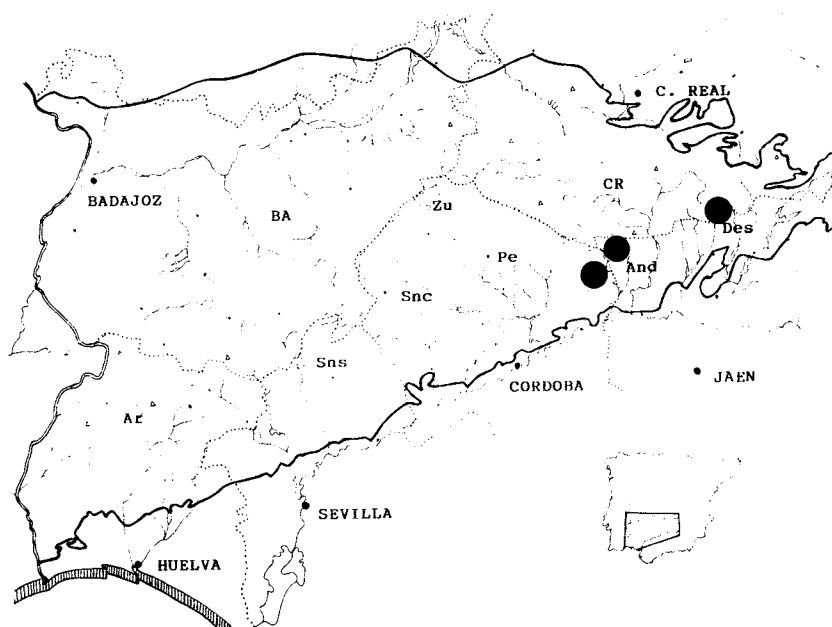 C. REAL
BADAJOZ
BA
Zu
CR
Des
Pe
And
Snc
Sns
CORDOBA
JAEN
Ar
SEVILLA
HUELVA